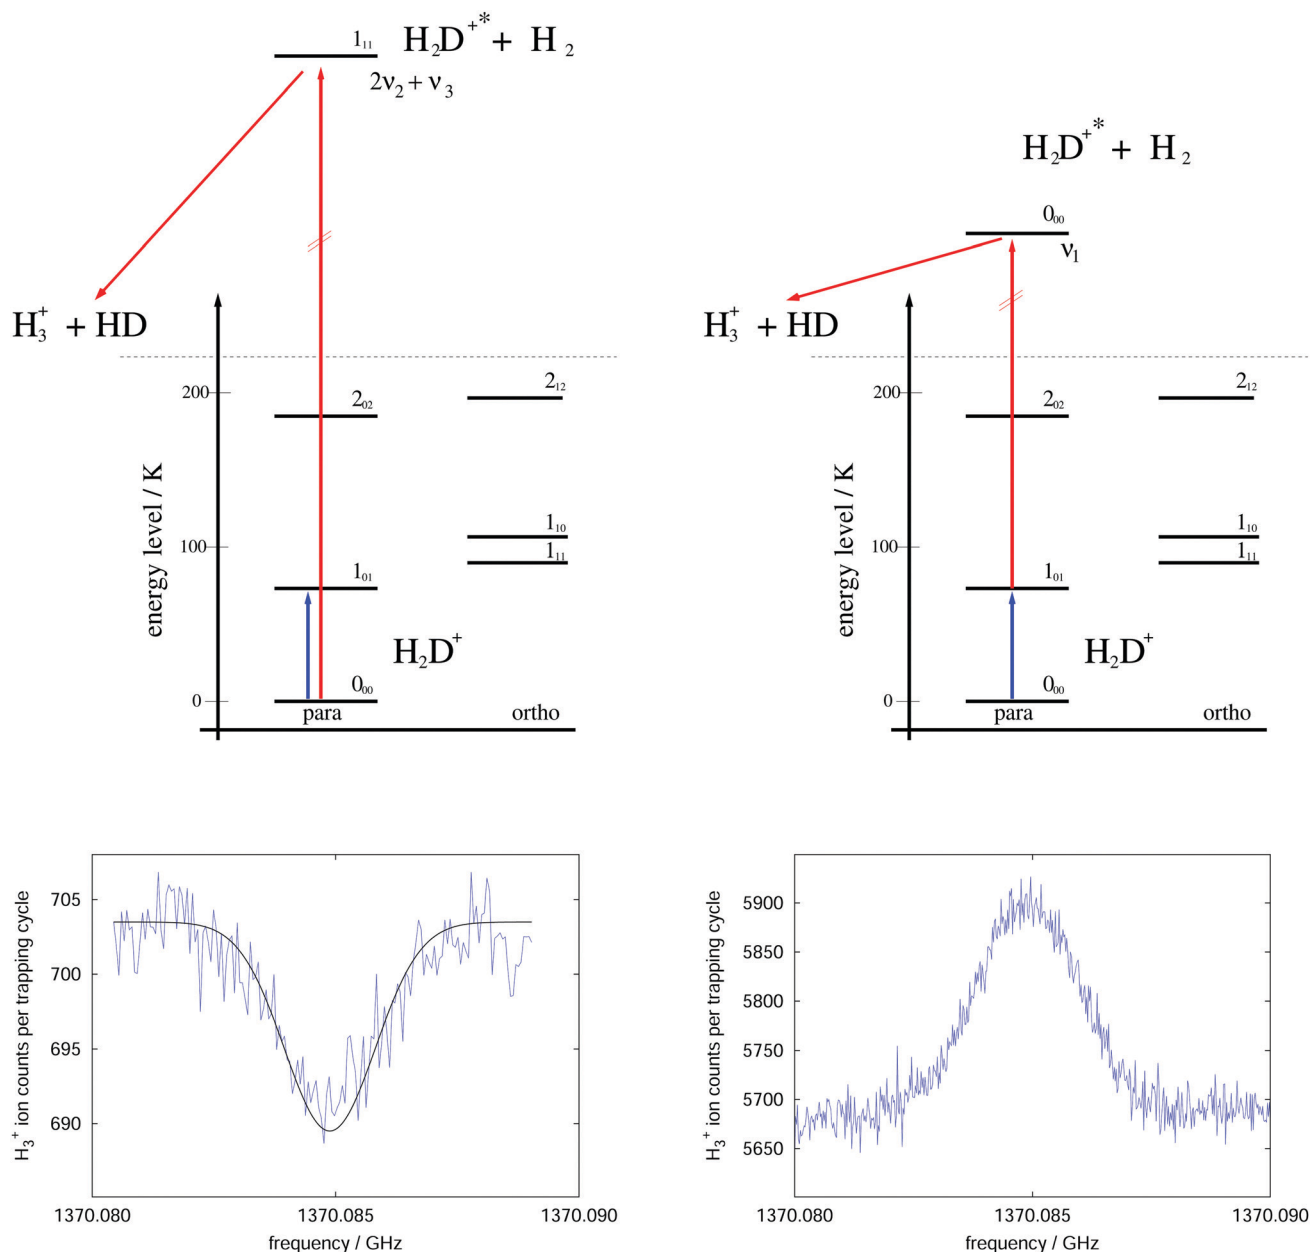 1₁₁ H₂D⁺* + H₂
2ν₂ + ν₃
H₃⁺ + HD
energy level / K
200
100
0
2₀₂
1₀₁
0₀₀
2₁₂
1₁₀
1₁₁
H₂D⁺
para
ortho
H₂D⁺* + H₂
0₀₀
ν₁
H₃⁺ + HD
energy level / K
200
100
0
2₀₂
1₀₁
0₀₀
2₁₂
1₁₀
1₁₁
H₂D⁺
para
ortho
H₃⁺ ion counts per trapping cycle
705
700
695
690
1370.080 1370.085 1370.090
frequency / GHz
H₃⁺ ion counts per trapping cycle
5900
5850
5800
5750
5700
5650
5600
1370.080 1370.085 1370.090
frequency / GHz